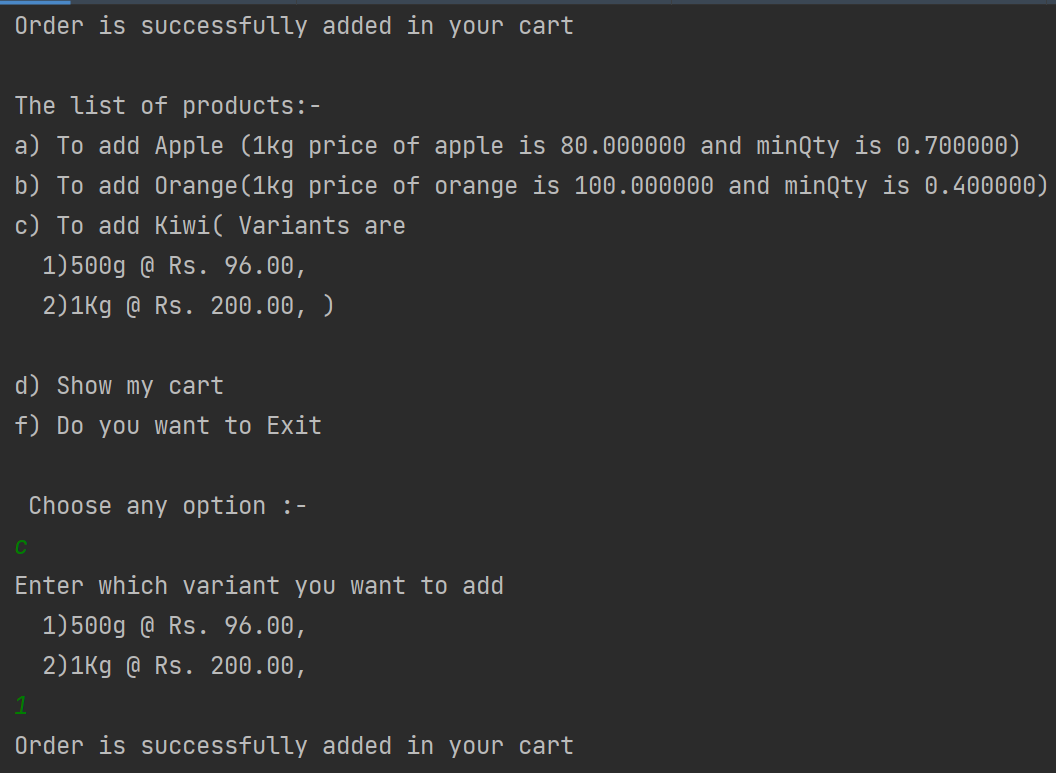 Order is successfully added in your cart
The list of products:-
a) To add Apple (1kg price of apple is 80.000000 and minQty is 0.700000)
b) To add Orange(1kg price of orange is 100.000000 and minQty is 0.400000)
c) To add Kiwi( Variants are
  1)500g @ Rs. 96.00,
  2)1Kg @ Rs. 200.00, )
d) Show my cart
f) Do you want to Exit
 Choose any option :-
c
Enter which variant you want to add
  1)500g @ Rs. 96.00,
  2)1Kg @ Rs. 200.00,
1
Order is successfully added in your cart